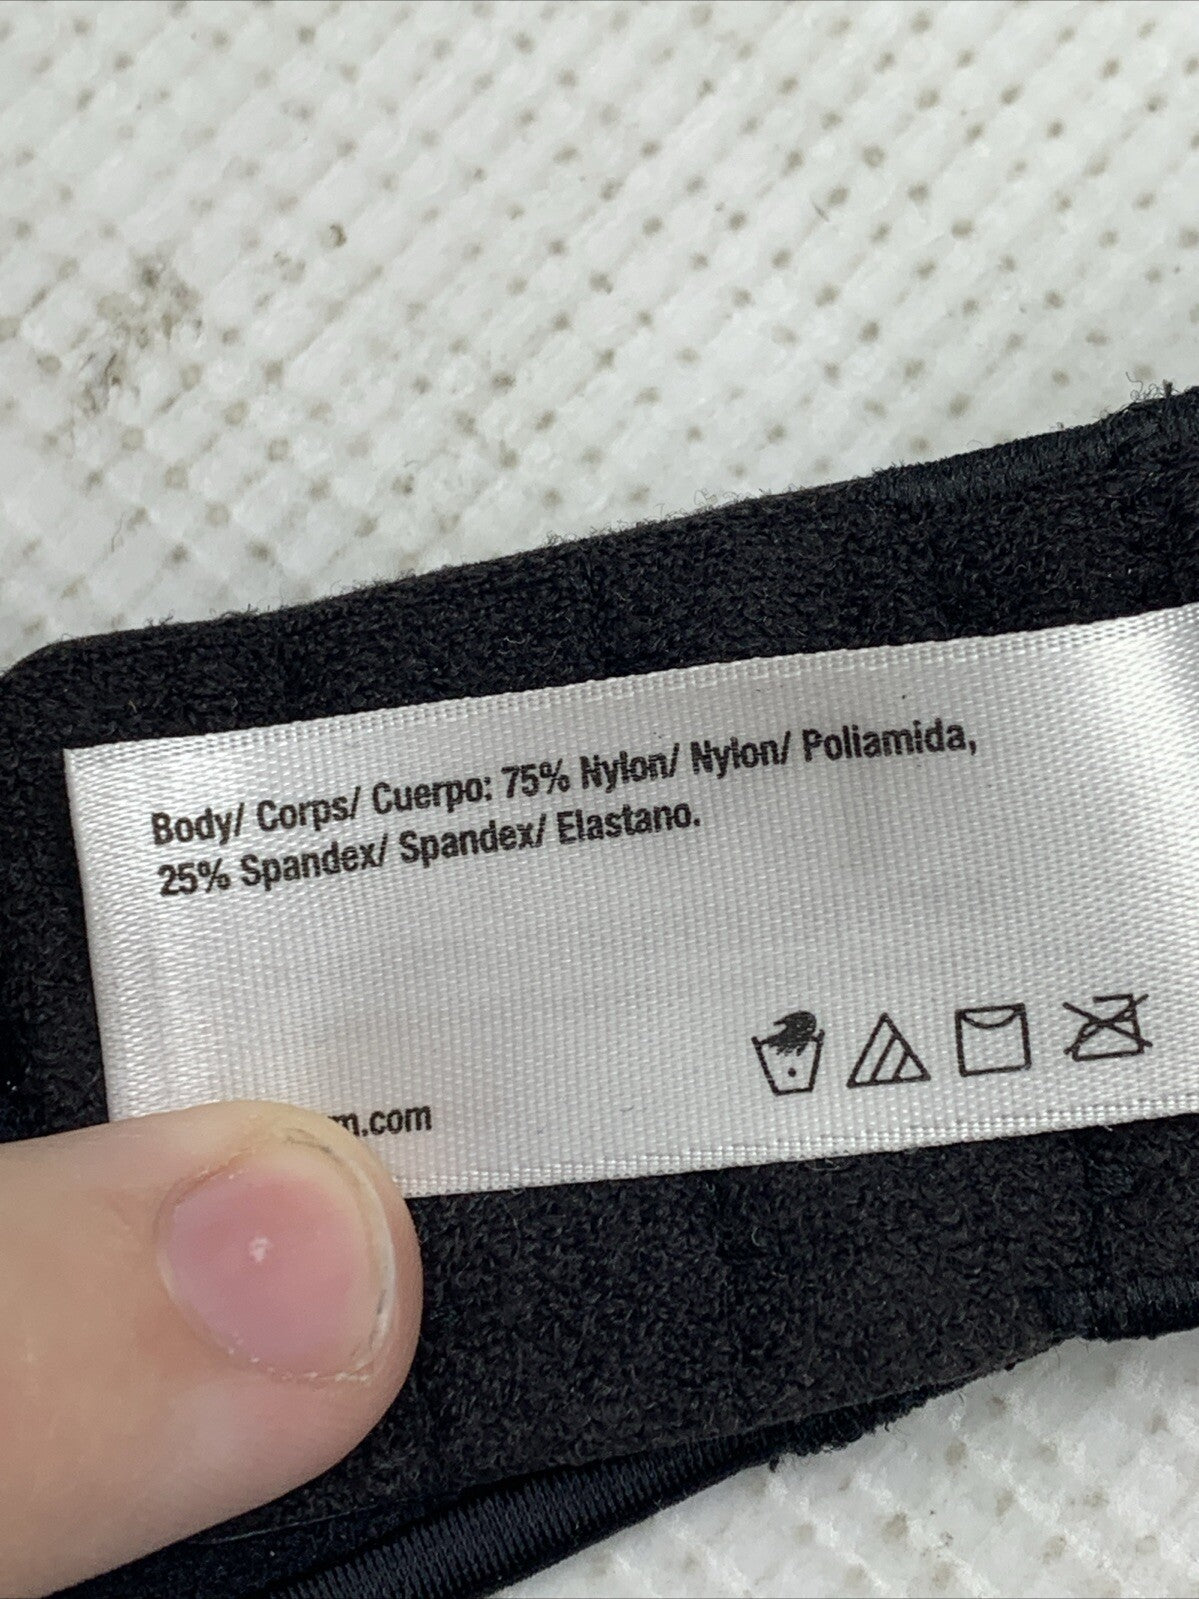 Body/ Corps/ Cuerpo: 75% Nylon/ Nylon/ Poliamida,
25% Spandex/ Spandex/ Elastano.
m.com